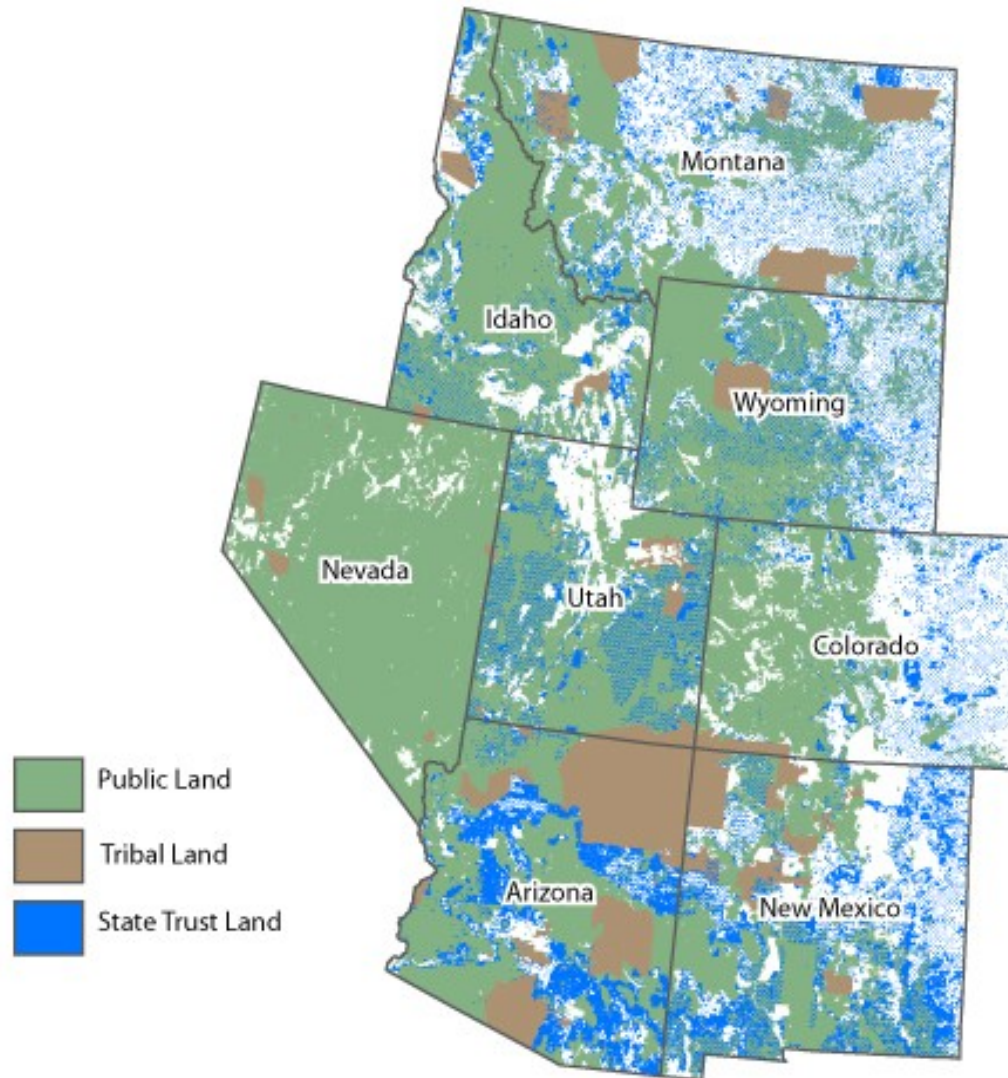 Montana
Idaho
Wyoming
Nevada
Utah
Colorado
Public Land
Tribal Land
State Trust Land
Arizona
New Mexico